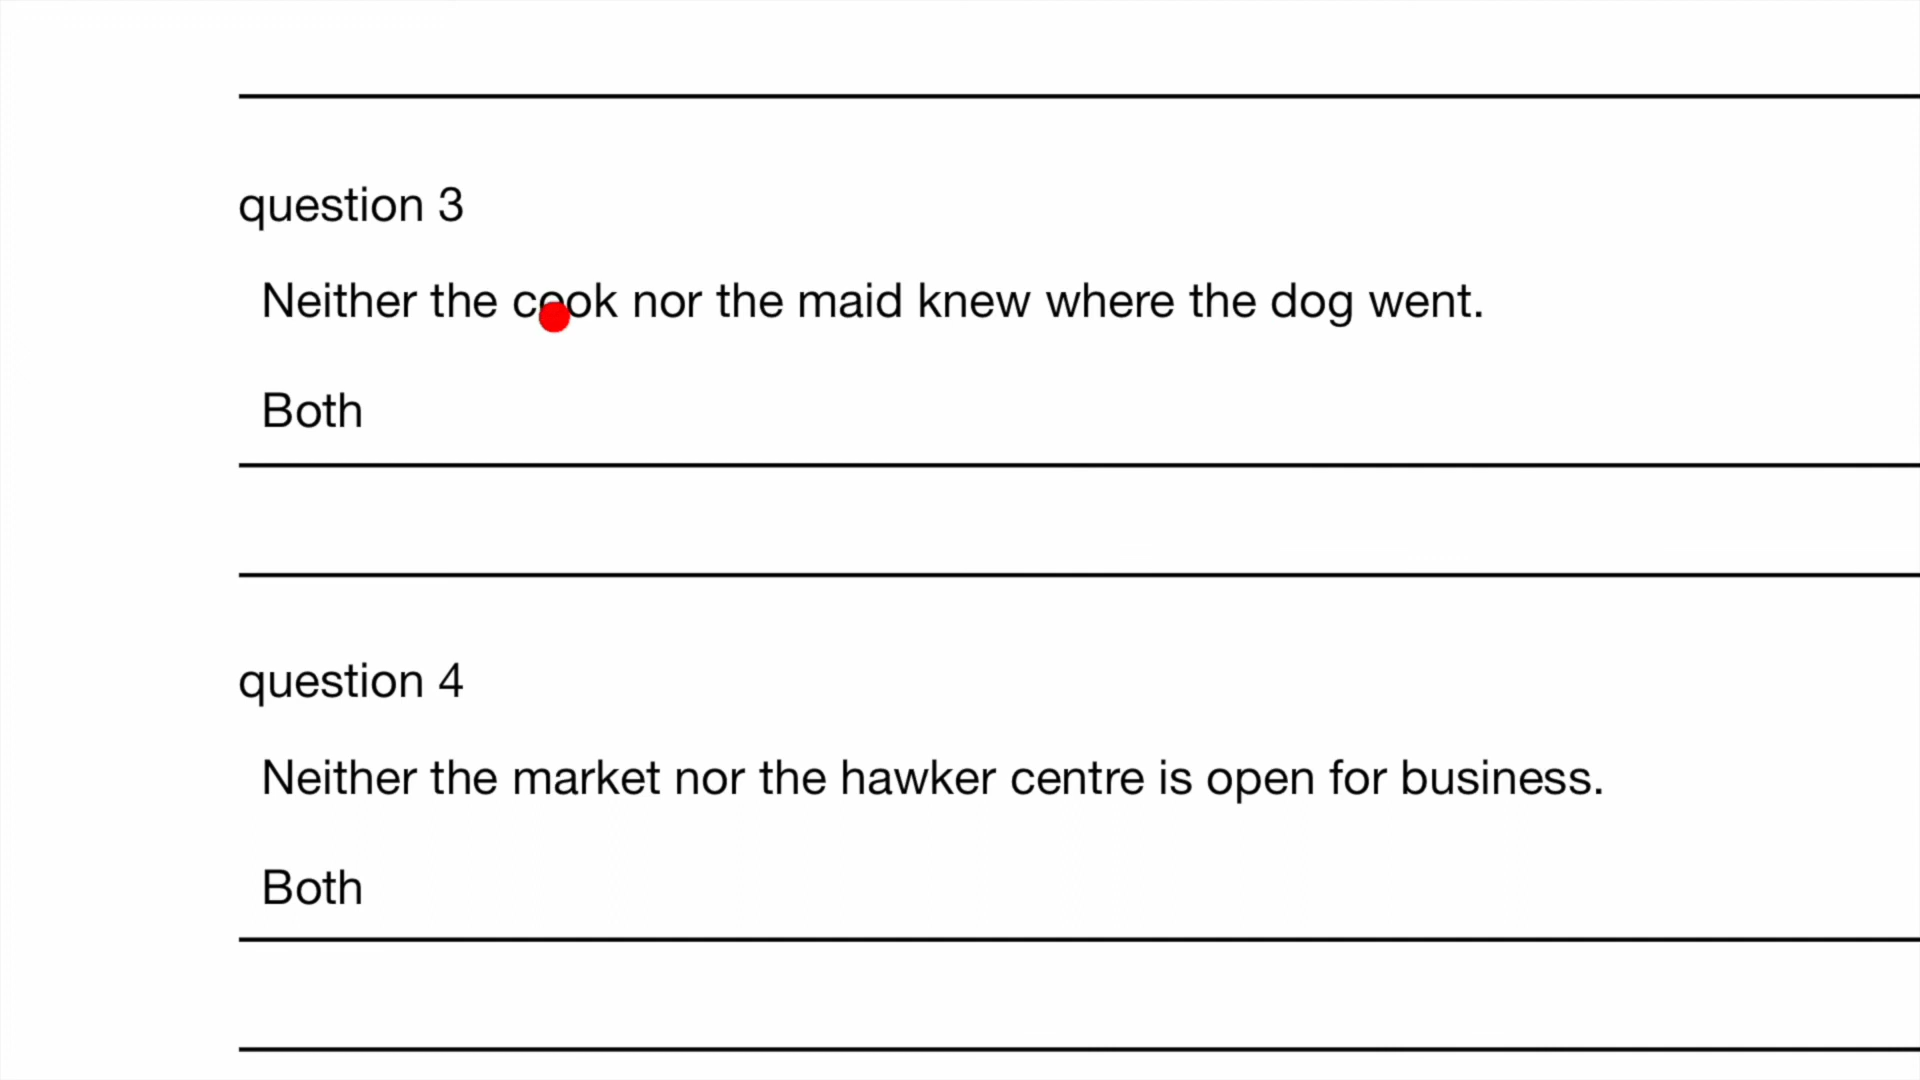 question 3
Neither the cook nor the maid knew where the dog went.
Both
question 4
Neither the market nor the hawker centre is open for business.
Both